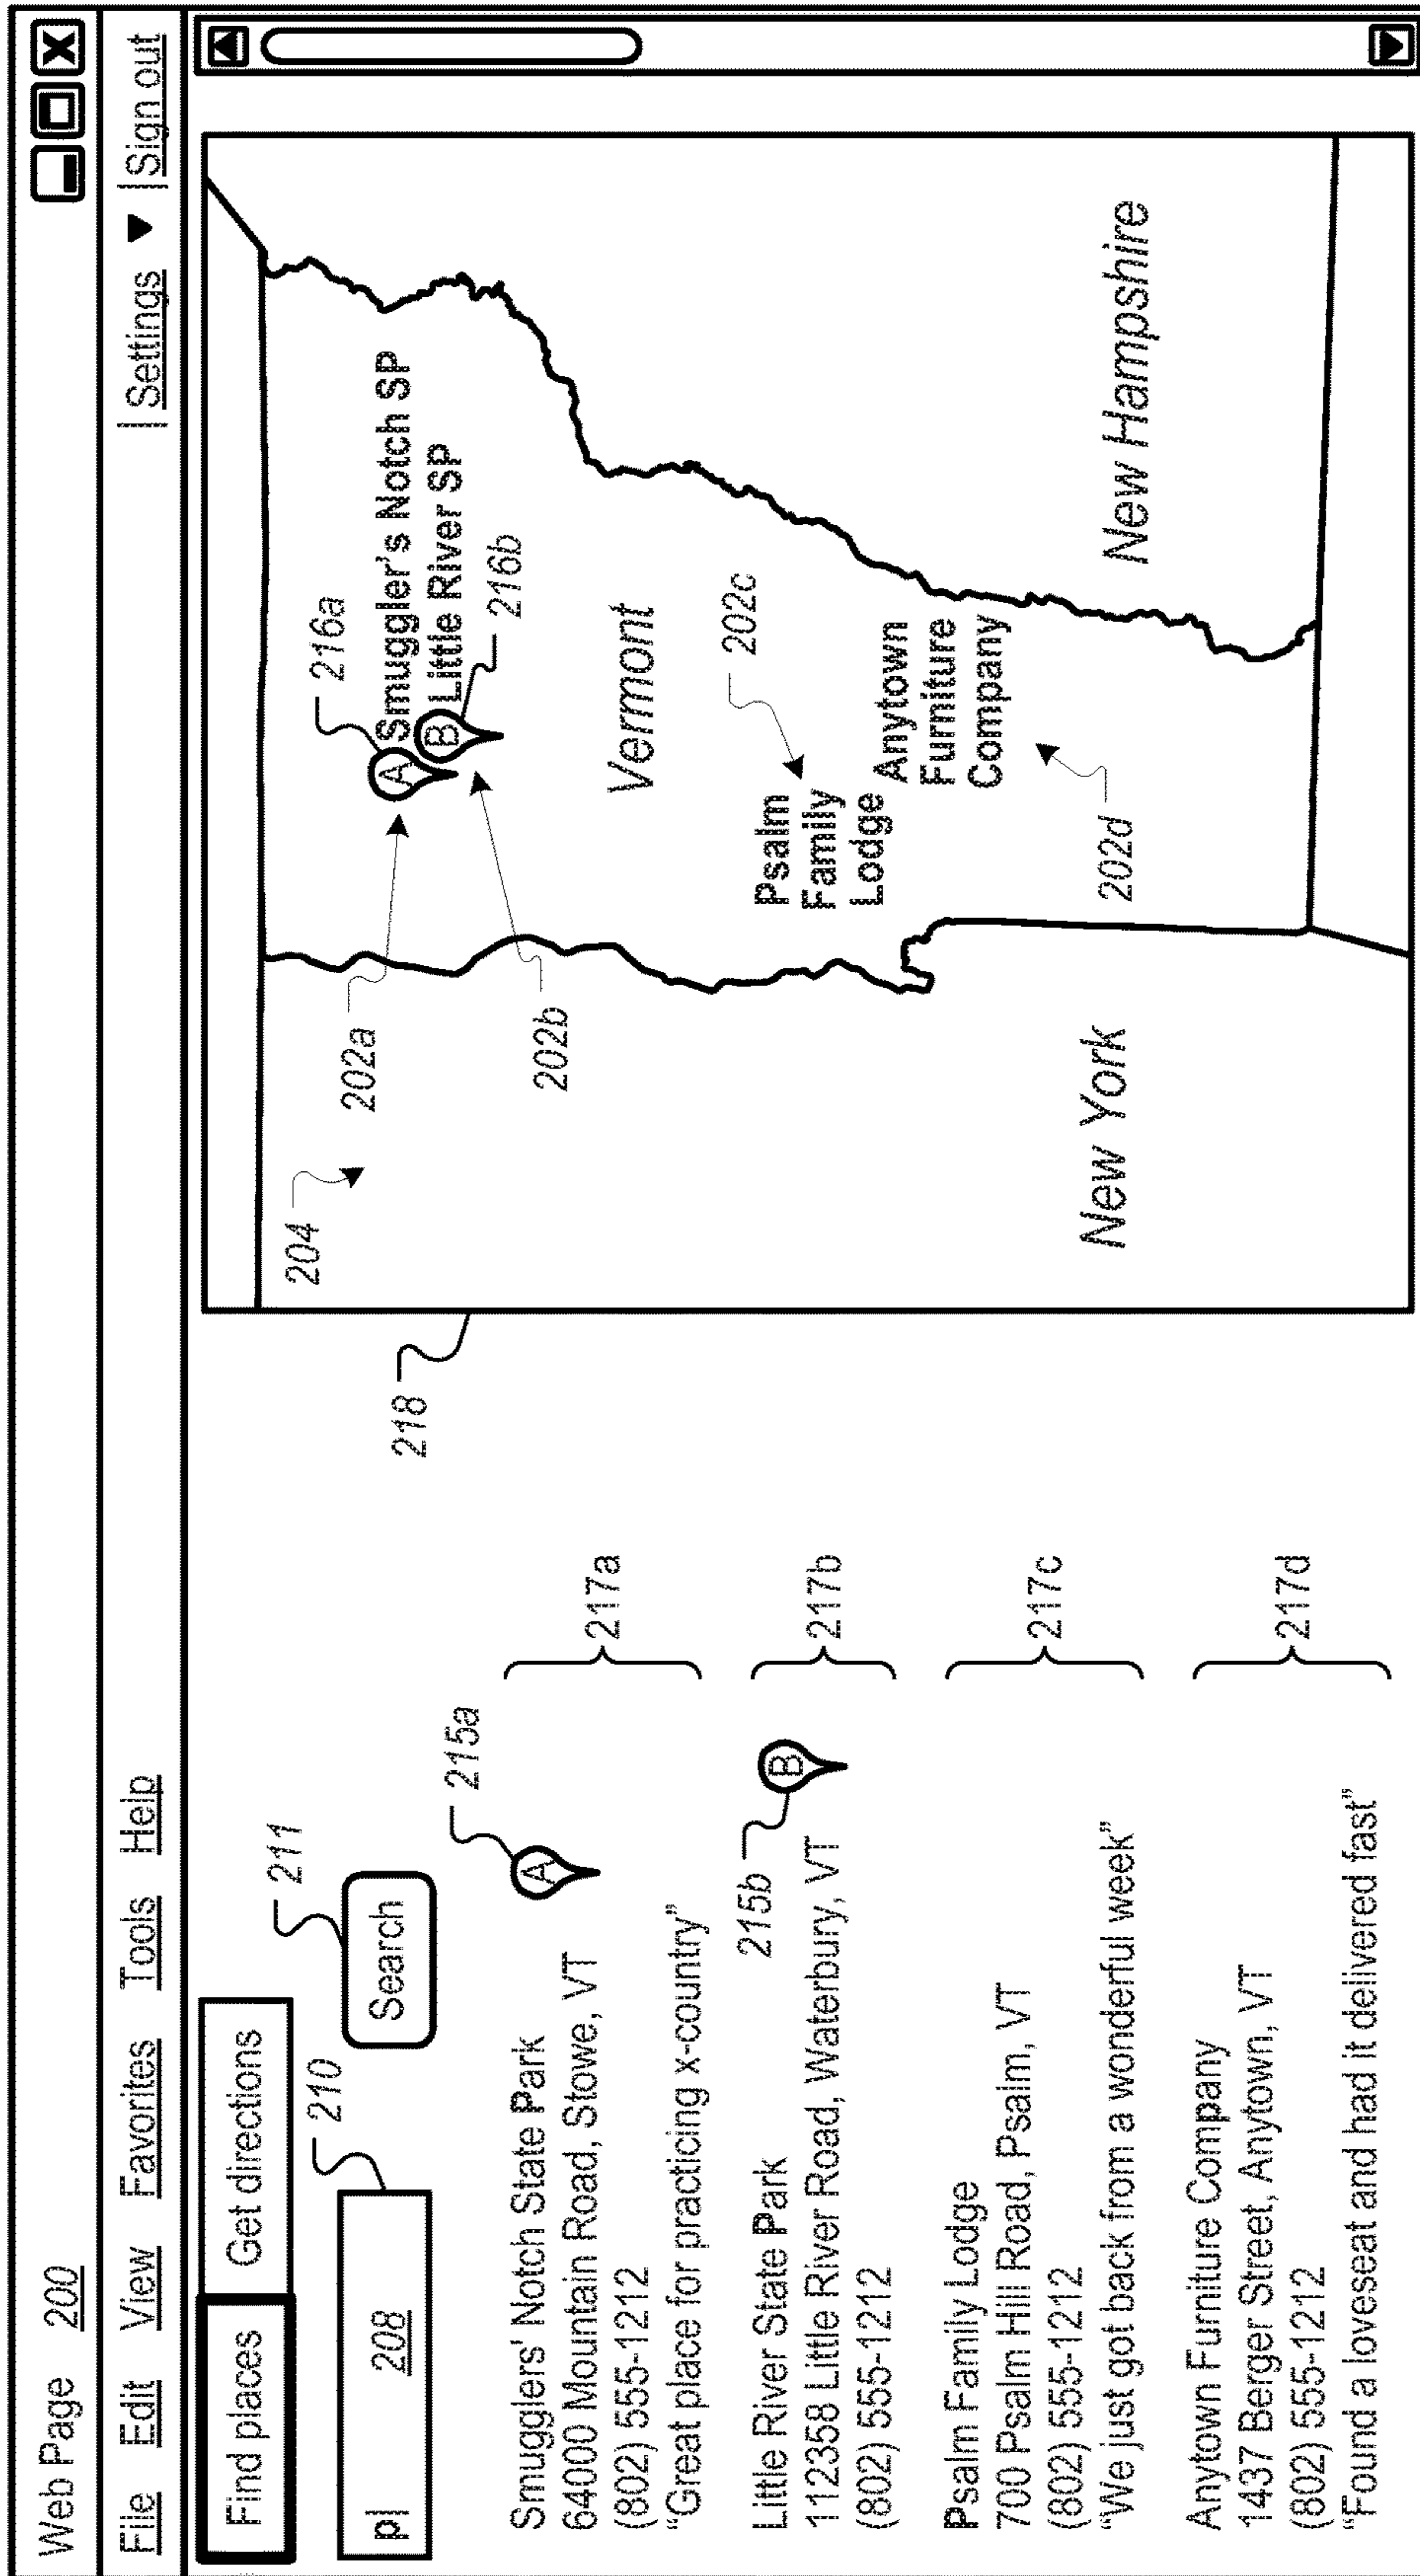 Web Page 200
File Edit View Favorites Tools Help
| Settings ▼ | Sign out
Find places
Get directions
p|
208
210
Search
211
Smugglers' Notch State Park
64000 Mountain Road, Stowe, VT
(802) 555-1212
“Great place for practicing x-country”
A
215a
217a
Little River State Park
112358 Little River Road, Waterbury, VT
(802) 555-1212
B
215b
217b
Psalm Family Lodge
700 Psalm Hill Road, Psalm, VT
(802) 555-1212
“We just got back from a wonderful week”
217c
Anytown Furniture Company
1437 Berger Street, Anytown, VT
(802) 555-1212
“Found a loveseat and had it delivered fast”
217d
218
204
202a
202b
216a
A
Smuggler's Notch SP
B
Little River SP
216b
Vermont
202c
Psalm
Family
Lodge
Anytown
Furniture
Company
202d
New York
New Hampshire